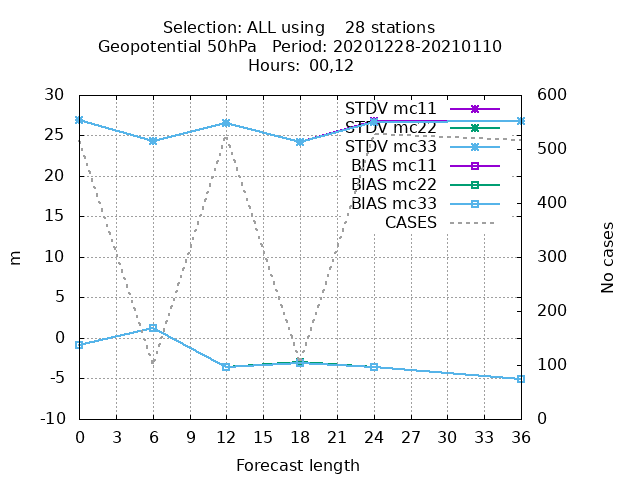 Selection: ALL using    28 stations
Geopotential 50hPa   Period: 20201228-20210110
Hours: 00,12
30
25
20
15
10
5
0
-5
-10
m
600
500
400
300
200
100
0
No cases
STDV mc11
STDV mc22
STDV mc33
BIAS mc11
BIAS mc22
BIAS mc33
CASES
0 3 6 9 12 15 18 21 24 27 30 33 36
Forecast length